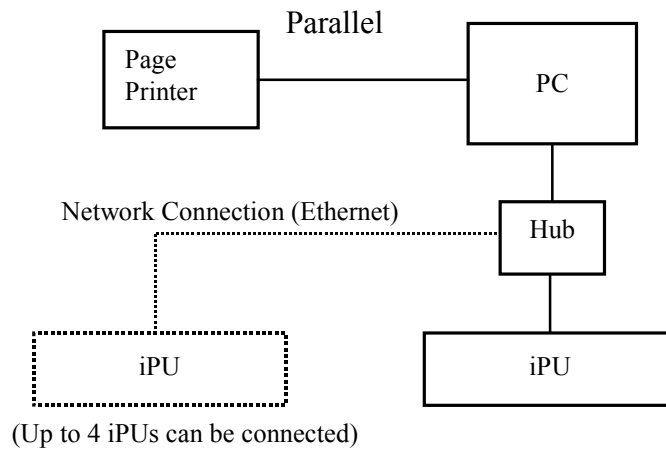 Parallel
Page
Printer
PC
Network Connection (Ethernet)
Hub
iPU
iPU
(Up to 4 iPUs can be connected)